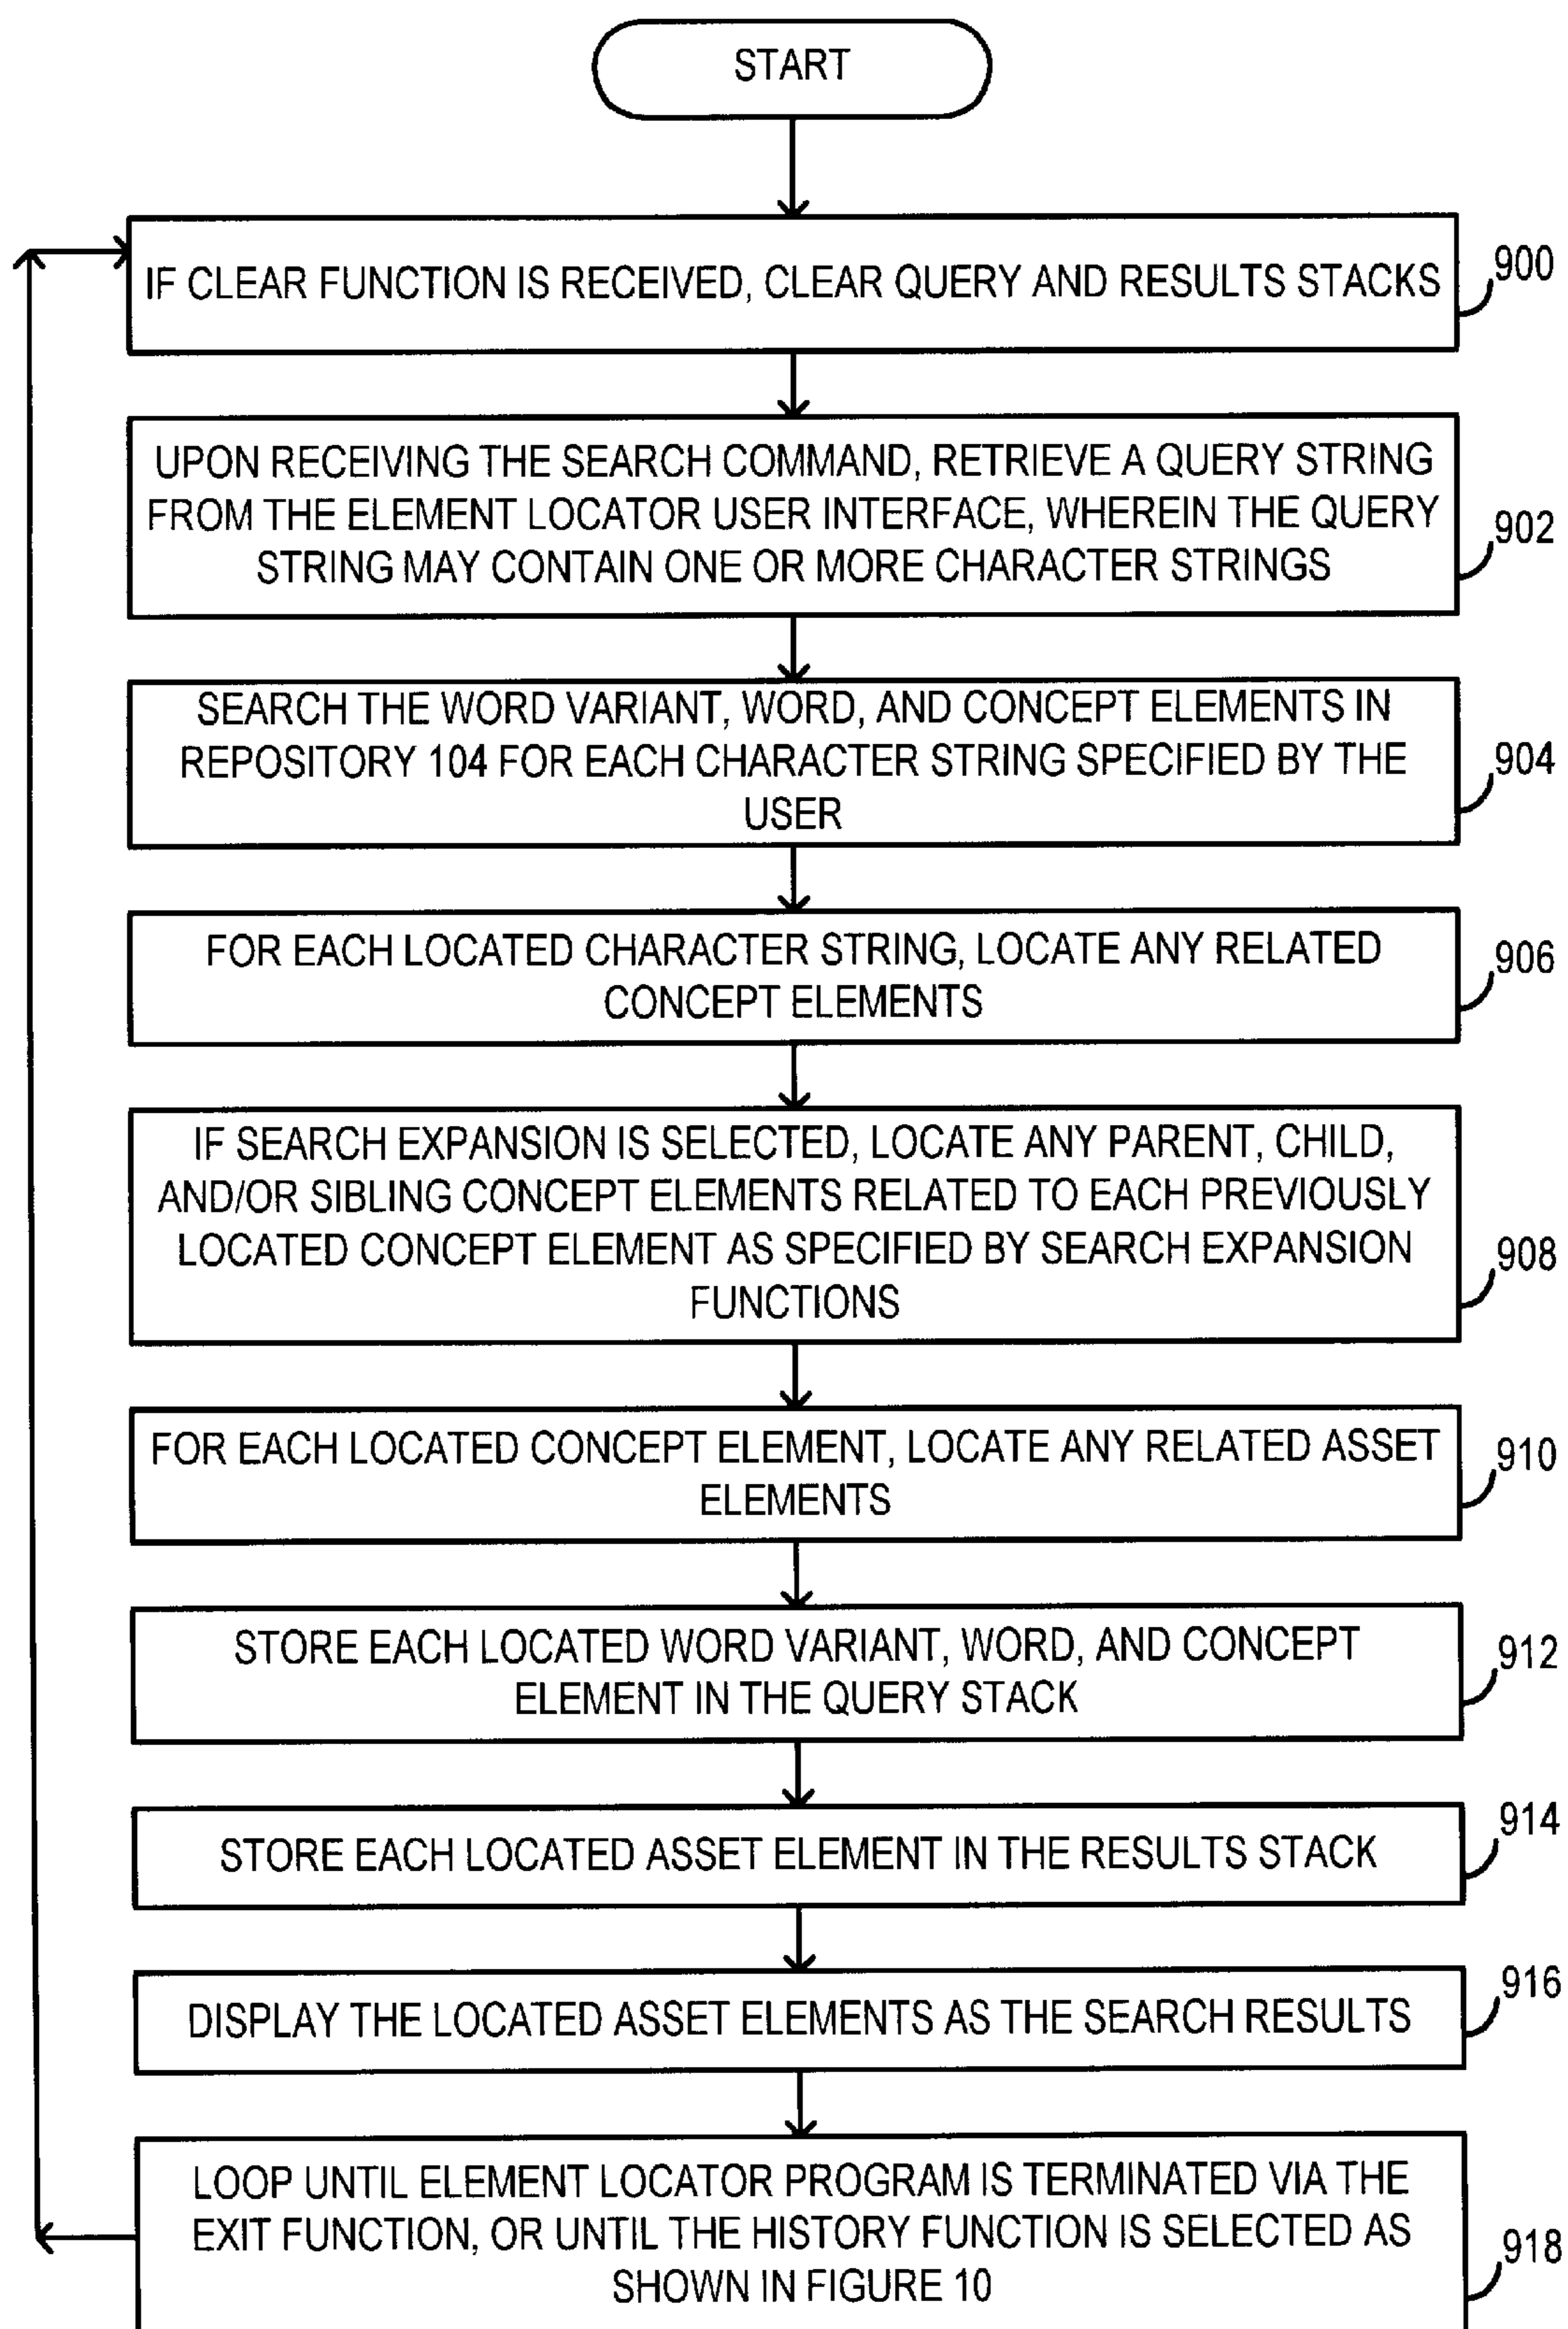 START
IF CLEAR FUNCTION IS RECEIVED, CLEAR QUERY AND RESULTS STACKS
900
UPON RECEIVING THE SEARCH COMMAND, RETRIEVE A QUERY STRING
FROM THE ELEMENT LOCATOR USER INTERFACE, WHEREIN THE QUERY
STRING MAY CONTAIN ONE OR MORE CHARACTER STRINGS
902
SEARCH THE WORD VARIANT, WORD, AND CONCEPT ELEMENTS IN
REPOSITORY 104 FOR EACH CHARACTER STRING SPECIFIED BY THE
USER
904
FOR EACH LOCATED CHARACTER STRING, LOCATE ANY RELATED
CONCEPT ELEMENTS
906
IF SEARCH EXPANSION IS SELECTED, LOCATE ANY PARENT, CHILD,
AND/OR SIBLING CONCEPT ELEMENTS RELATED TO EACH PREVIOUSLY
LOCATED CONCEPT ELEMENT AS SPECIFIED BY SEARCH EXPANSION
FUNCTIONS
908
FOR EACH LOCATED CONCEPT ELEMENT, LOCATE ANY RELATED ASSET
ELEMENTS
910
STORE EACH LOCATED WORD VARIANT, WORD, AND CONCEPT
ELEMENT IN THE QUERY STACK
912
STORE EACH LOCATED ASSET ELEMENT IN THE RESULTS STACK
914
DISPLAY THE LOCATED ASSET ELEMENTS AS THE SEARCH RESULTS
916
LOOP UNTIL ELEMENT LOCATOR PROGRAM IS TERMINATED VIA THE
EXIT FUNCTION, OR UNTIL THE HISTORY FUNCTION IS SELECTED AS
SHOWN IN FIGURE 10
918